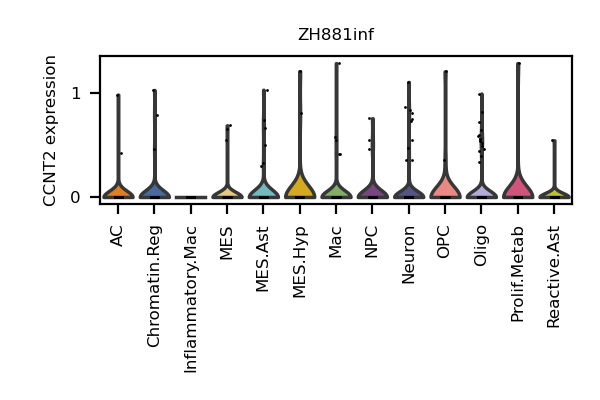 ZH881inf
CCNT2 expression
1
0
AC
Chromatin.Reg
Inflammatory.Mac
MES
MES.Ast
MES.Hyp
Mac
NPC
Neuron
OPC
Oligo
Prolif.Metab
Reactive.Ast